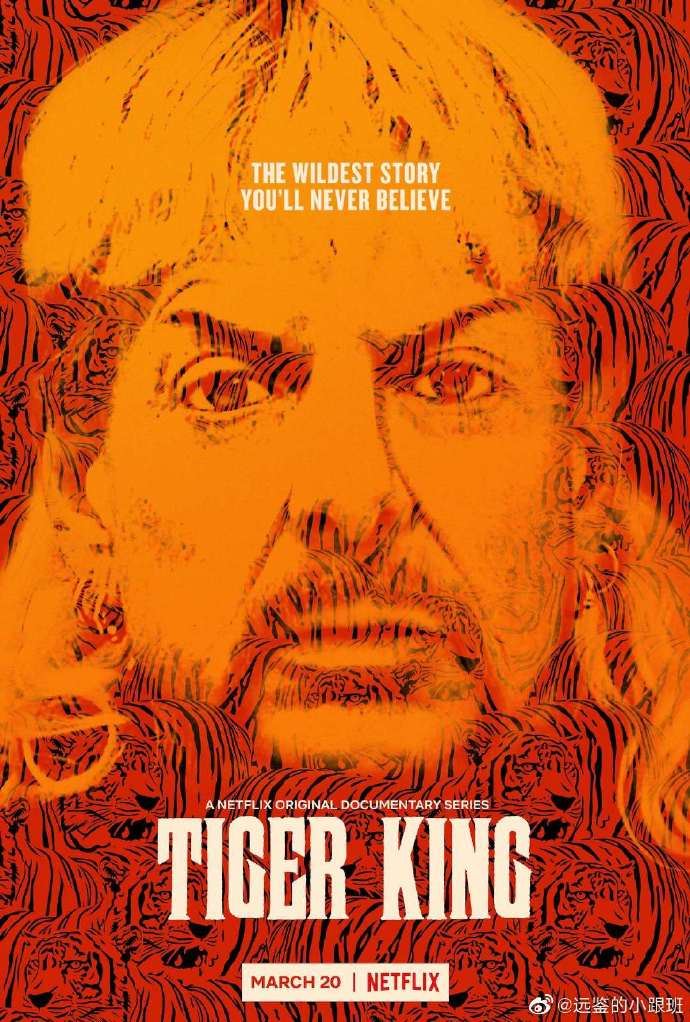 THE WILDEST STORY
YOU'LL NEVER BELIEVE
A NETFLIX ORIGINAL DOCUMENTARY SERIES
TIGER KING
MARCH 20 | NETFLIX
@远鉴的小跟班